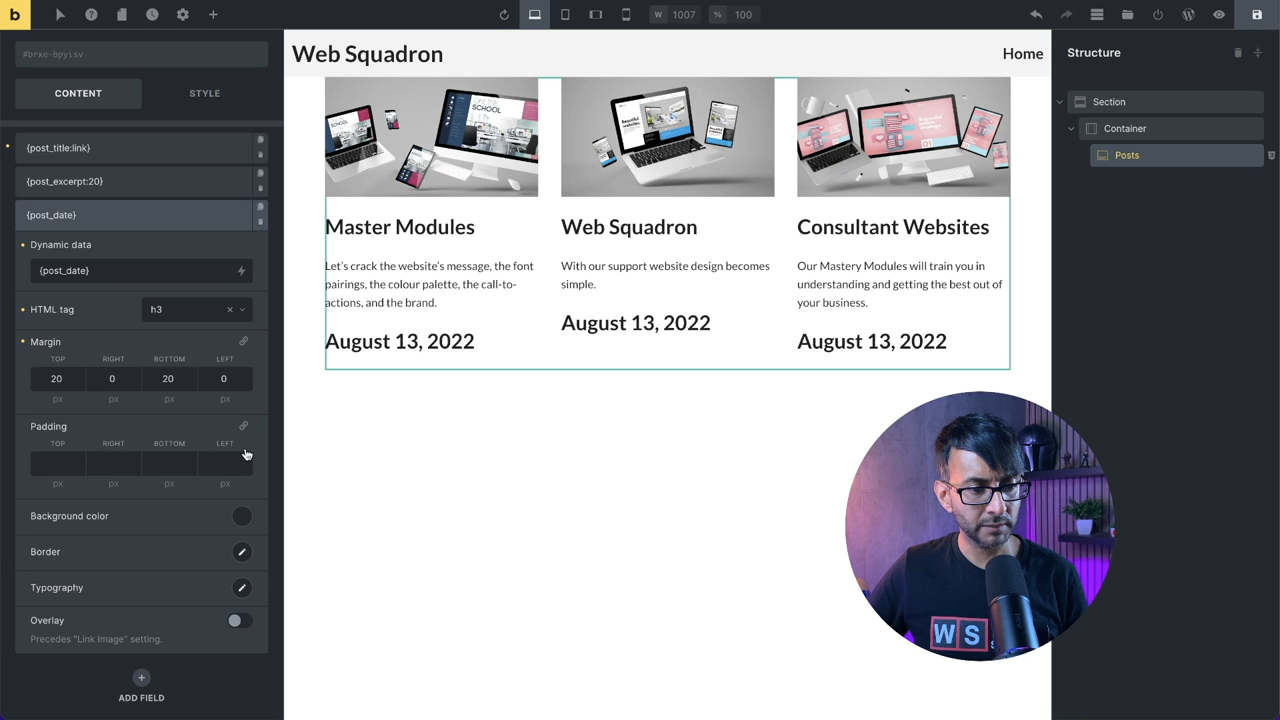 b
W 1007
% 100
#brxe-bpyisv
CONTENT
STYLE
{post_title:link}
{post_excerpt:20}
{post_date}
Dynamic data
{post_date}
HTML tag
h3
Margin
TOP RIGHT BOTTOM LEFT
20 0 20 0
px px px px
Padding
TOP RIGHT BOTTOM LEFT
px px px px
Background color
Border
Typography
Overlay
Precedes "Link Image" setting.
ADD FIELD
Web Squadron
Home
SCHOOL
Master Modules
Let's crack the website's message, the font
pairings, the colour palette, the call-to-
actions, and the brand.
August 13, 2022
Web Squadron
With our support website design becomes
simple.
August 13, 2022
Consultant Websites
Our Mastery Modules will train you in
understanding and getting the best out of
your business.
August 13, 2022
WS
Structure
Section
Container
Posts